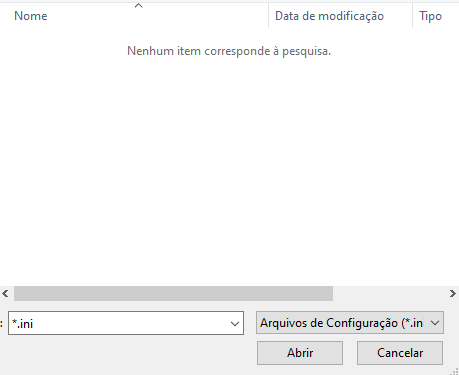 Nome Data de modificação Tipo
Nenhum item corresponde à pesquisa.
: *.ini Arquivos de Configuração (*.in
Abrir Cancelar